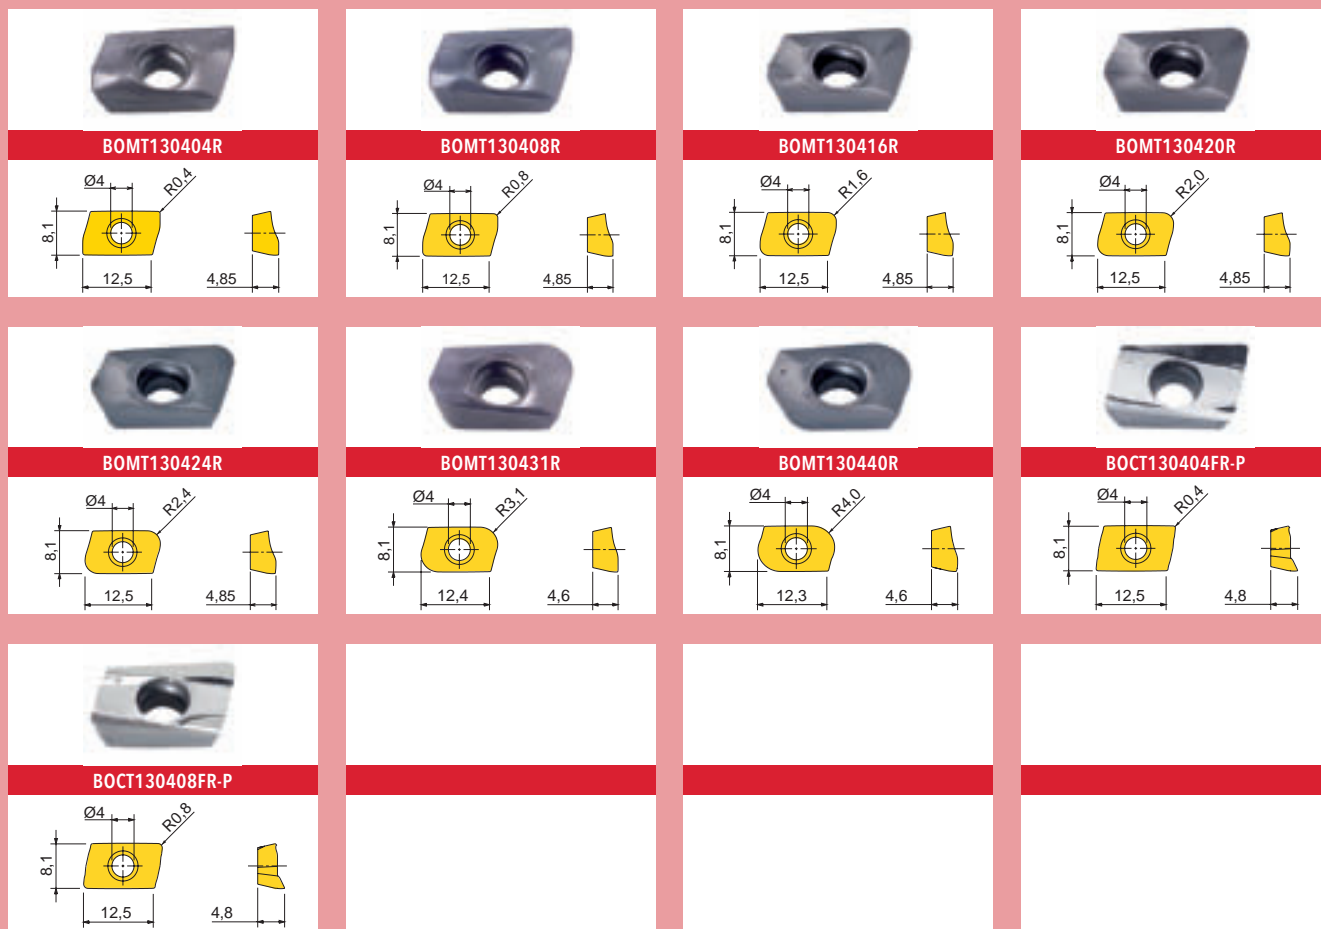 BOMT130404R
Ø4
R0,4
8,1
12,5
4,85
BOMT130408R
Ø4
R0,8
8,1
12,5
4,85
BOMT130416R
Ø4
R1,6
8,1
12,5
4,85
BOMT130420R
Ø4
R2,0
8,1
12,5
4,85
BOMT130424R
Ø4
R2,4
8,1
12,5
4,85
BOMT130431R
Ø4
R3,1
8,1
12,4
4,6
BOMT130440R
Ø4
R4,0
8,1
12,3
4,6
BOCT130404FR-P
Ø4
R0,4
8,1
12,5
4,8
BOCT130408FR-P
Ø4
R0,8
8,1
12,5
4,8